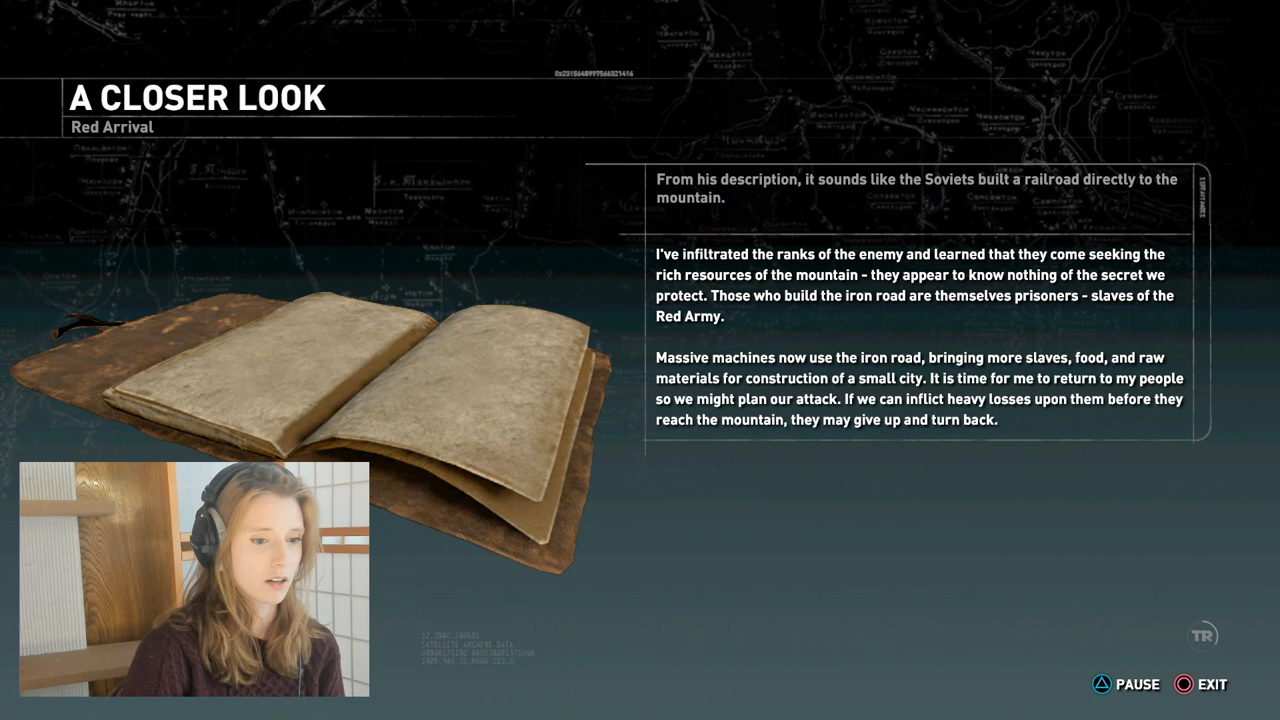 0x2315648997566321416
A CLOSER LOOK
Red Arrival
From his description, it sounds like the Soviets built a railroad directly to the
mountain.
I've infiltrated the ranks of the enemy and learned that they come seeking the
rich resources of the mountain - they appear to know nothing of the secret we
protect. Those who build the iron road are themselves prisoners - slaves of the
Red Army.
Massive machines now use the iron road, bringing more slaves, food, and raw
materials for construction of a small city. It is time for me to return to my people
so we might plan our attack. If we can inflict heavy losses upon them before they
reach the mountain, they may give up and turn back.
SATELLITE ARCHIVE DATA
TR
PAUSE
EXIT